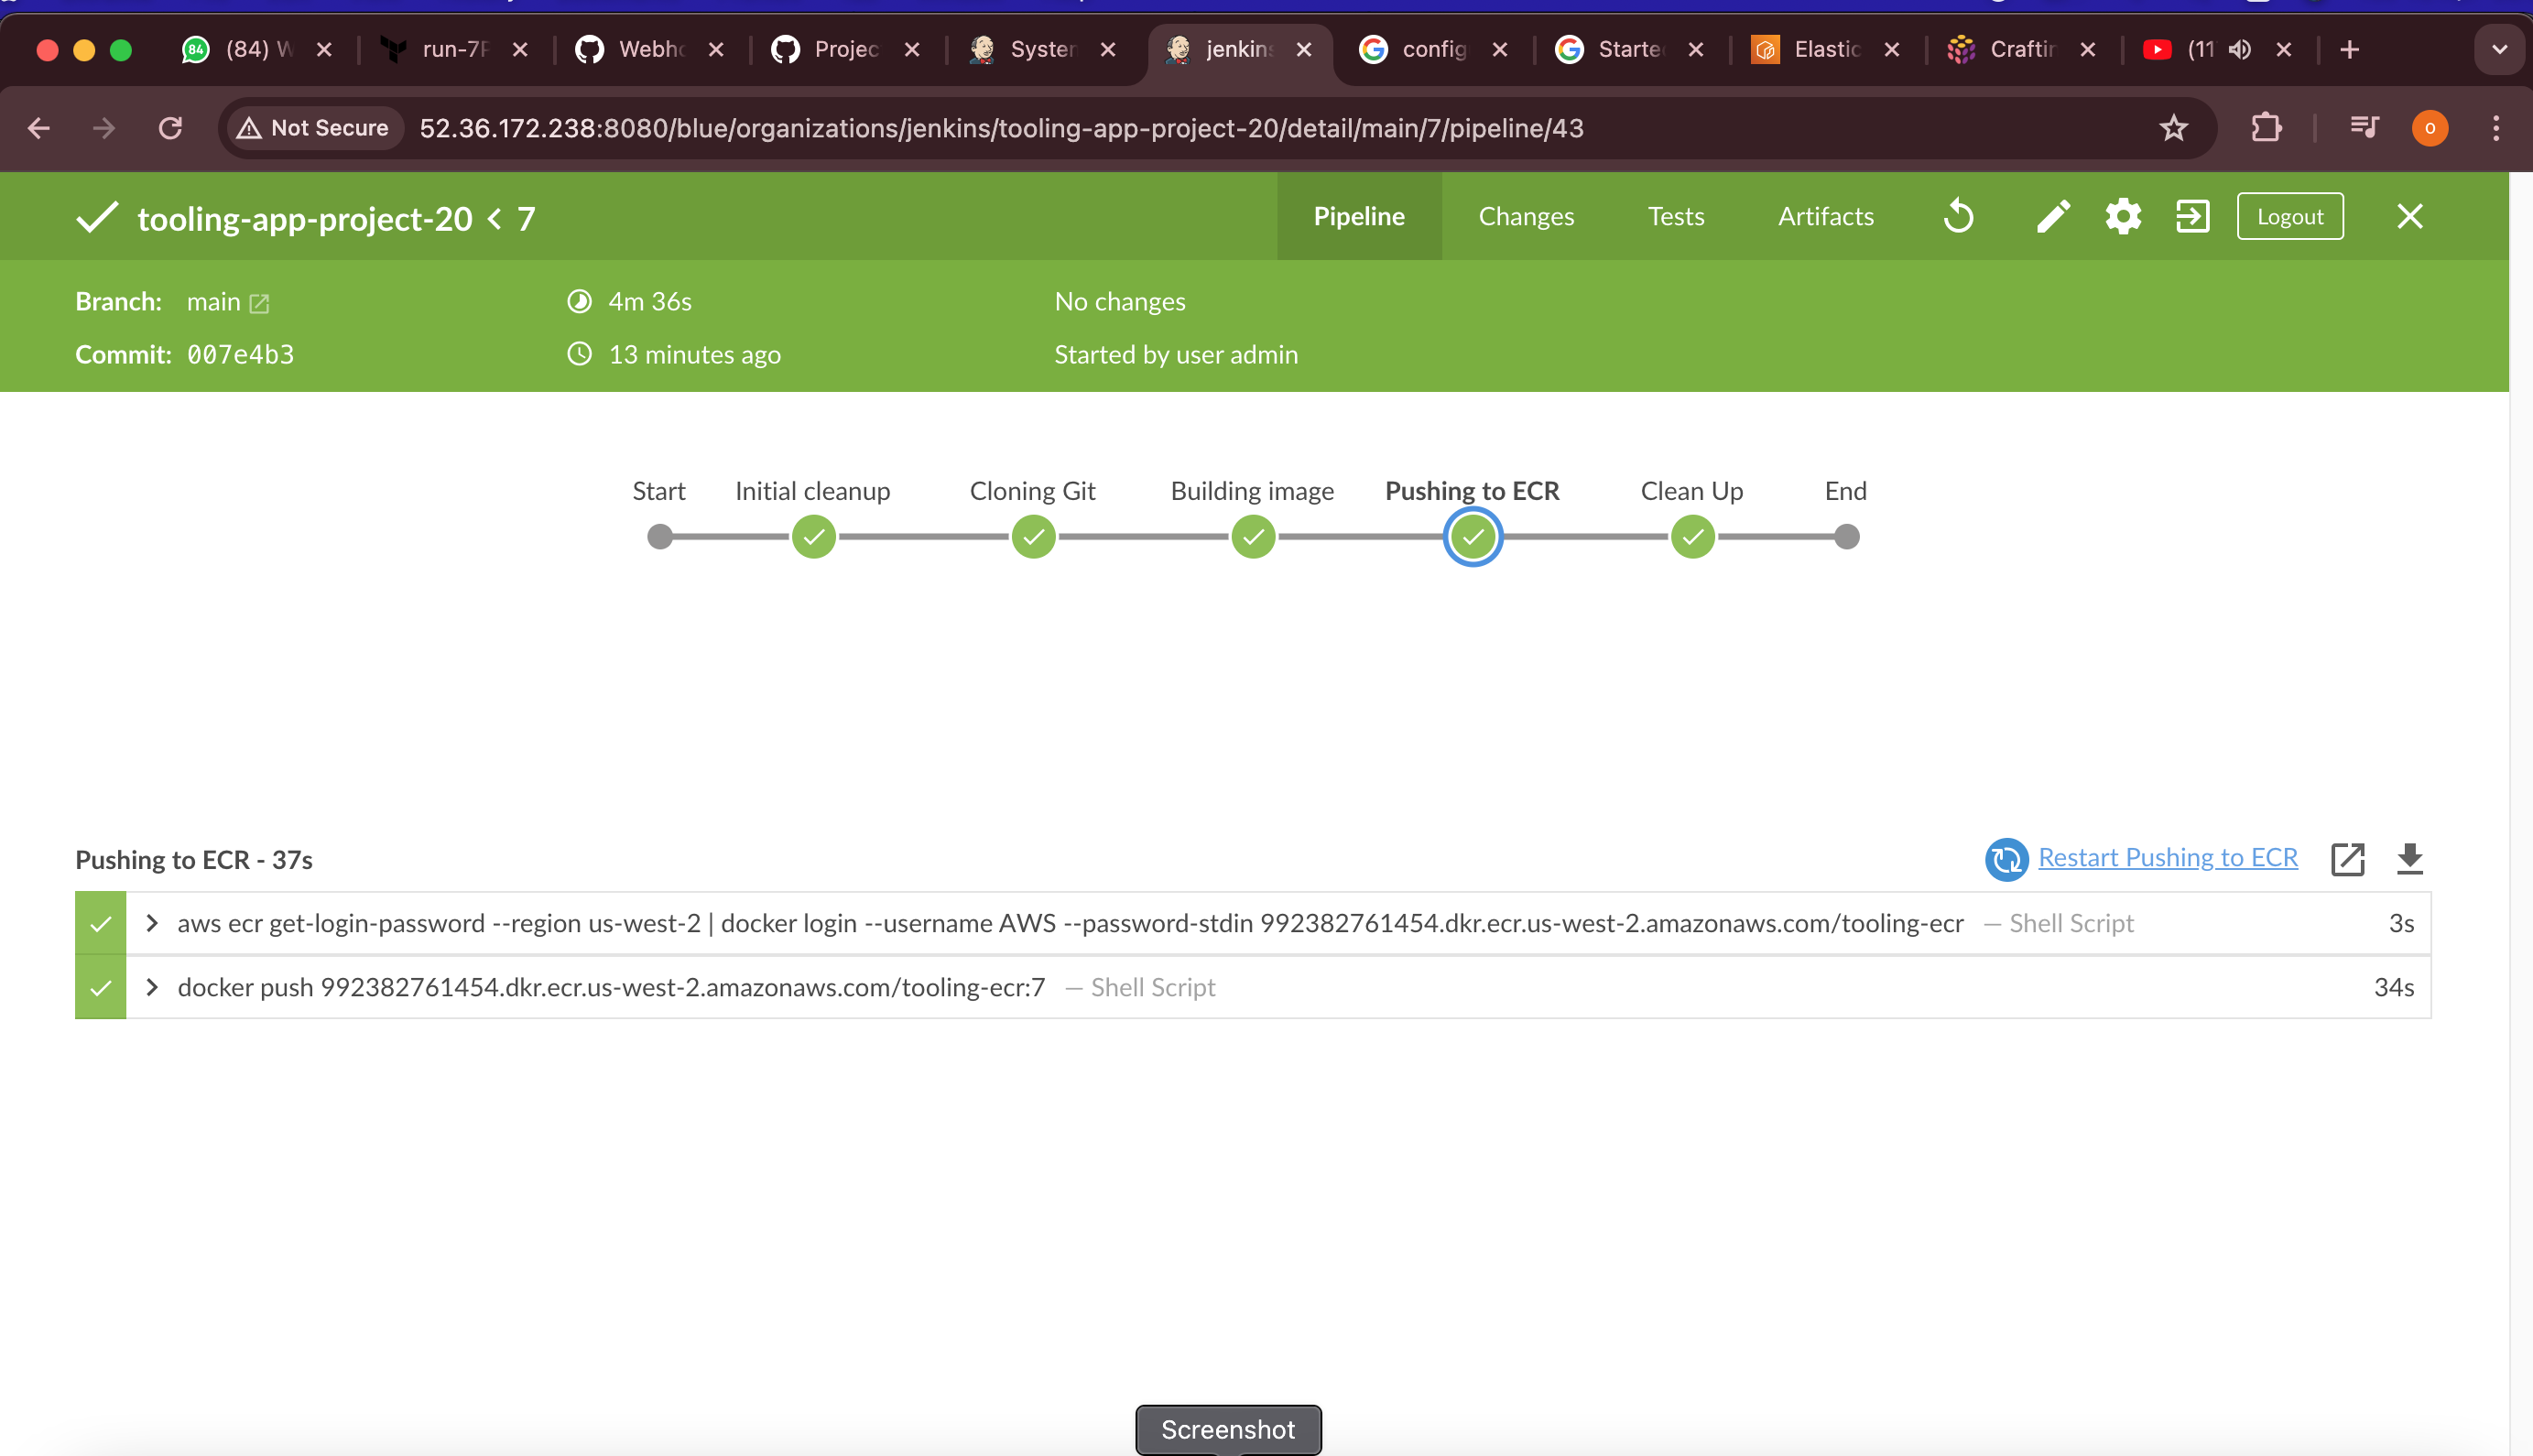 84 (84) W run-7P Webho Projec System jenkins config Starte Elastic Craftin (11
Not Secure 52.36.172.238:8080/blue/organizations/jenkins/tooling-app-project-20/detail/main/7/pipeline/43 o
tooling-app-project-20 < 7 Pipeline Changes Tests Artifacts Logout
Branch: main 4m 36s No changes
Commit: 007e4b3 13 minutes ago Started by user admin
Start Initial cleanup Cloning Git Building image Pushing to ECR Clean Up End
Pushing to ECR - 37s Restart Pushing to ECR
aws ecr get-login-password --region us-west-2 | docker login --username AWS --password-stdin 992382761454.dkr.ecr.us-west-2.amazonaws.com/tooling-ecr — Shell Script 3s
docker push 992382761454.dkr.ecr.us-west-2.amazonaws.com/tooling-ecr:7 — Shell Script 34s
Screenshot